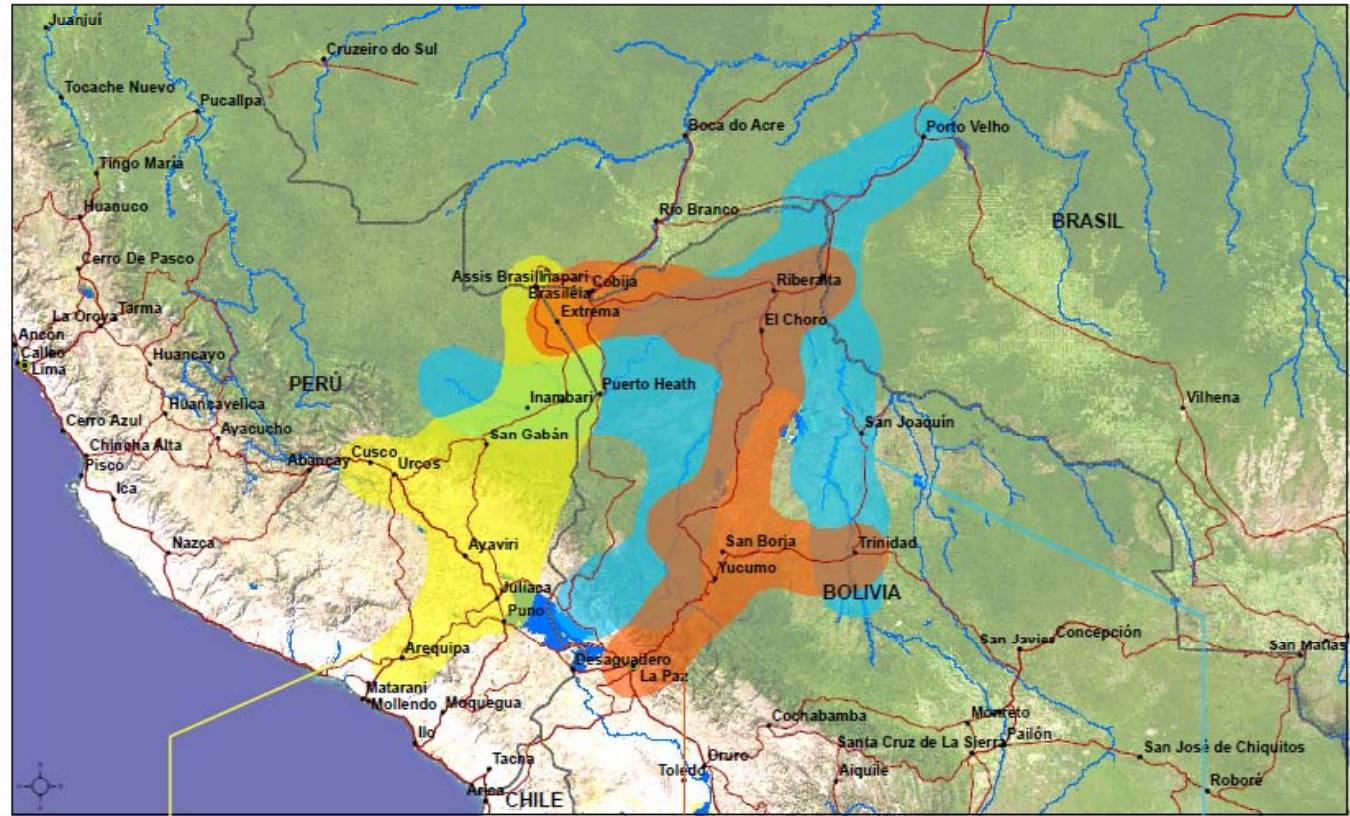 Juanjuí
Cruzeiro do Sul
Tocache Nuevo
Pucallpa
Boca do Acre
Porto Velho
Tingo María
Huanuco
Río Branco
BRASIL
Cerro De Pasco
Assis Brasil
Inapari
Cobija
Riberalta
Brasiléia
Tarma
Extrema
La Oroya
El Choro
Ancón
Callao
Lima
Huancayo
PERÚ
Puerto Heath
Inambari
Vilhena
Huancavelica
Cerro Azul
Ayacucho
San Joaquín
Chincha Alta
San Gabán
Pisco
Abancay
Cusco
Urcos
Ica
Nazca
Ayaviri
San Borja
Trinidad
Yucumo
Juliaca
BOLIVIA
Puno
San Javier
Concepción
Arequipa
Desaguadero
San Matías
La Paz
Matarani
Mollendo
Moquegua
Cochabamba
Montero
Ilo
Santa Cruz de La Sierra
Pailón
San José de Chiquitos
Tacna
Toledo
Oruro
Aiquile
Roboré
Arica
CHILE